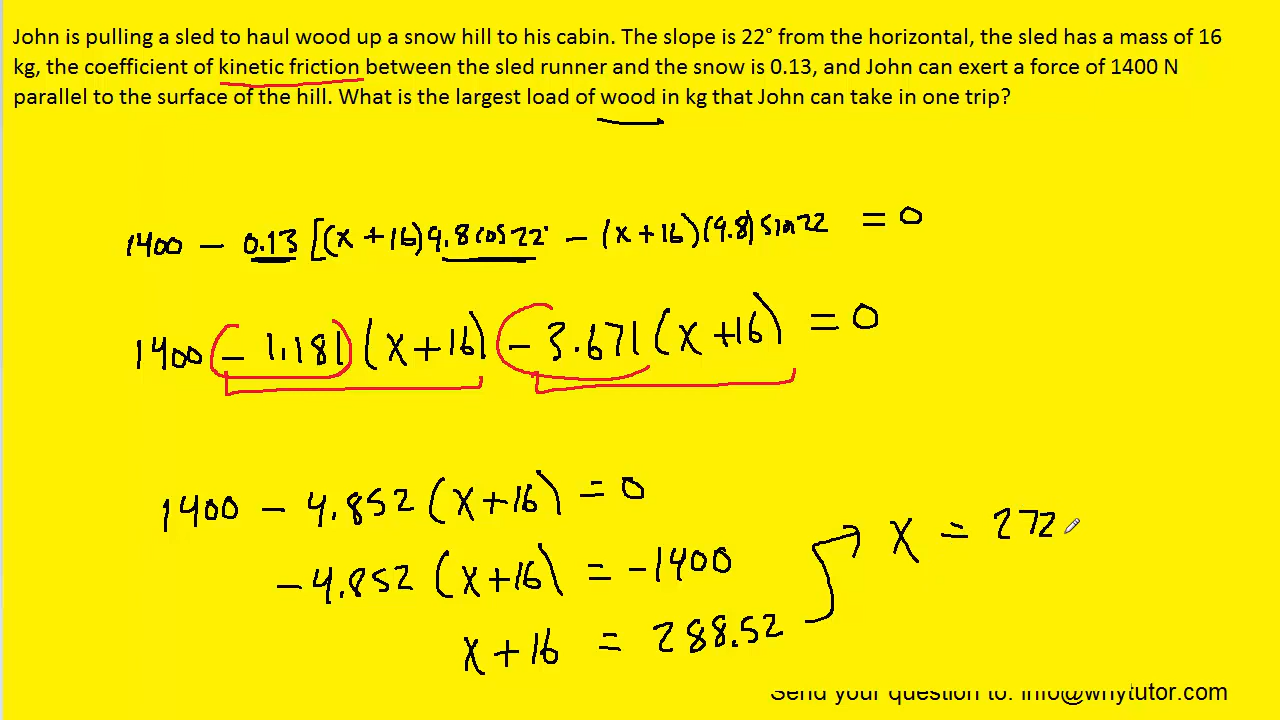 John is pulling a sled to haul wood up a snow hill to his cabin. The slope is 22° from the horizontal, the sled has a mass of 16
kg, the coefficient of kinetic friction between the sled runner and the snow is 0.13, and John can exert a force of 1400 N
parallel to the surface of the hill. What is the largest load of wood in kg that John can take in one trip?
1400 - 0.13 [(x + 16) 9.8 cos 22° - (x + 16)(9.8) sin 22 = 0
1400 - 1.181 (x + 16) - 3.671 (x + 16) = 0
1400 - 4.852 (x + 16) = 0
- 4.852 (x + 16) = -1400
x + 16 = 288.52
x = 272
Send your question to: info@whytutor.com